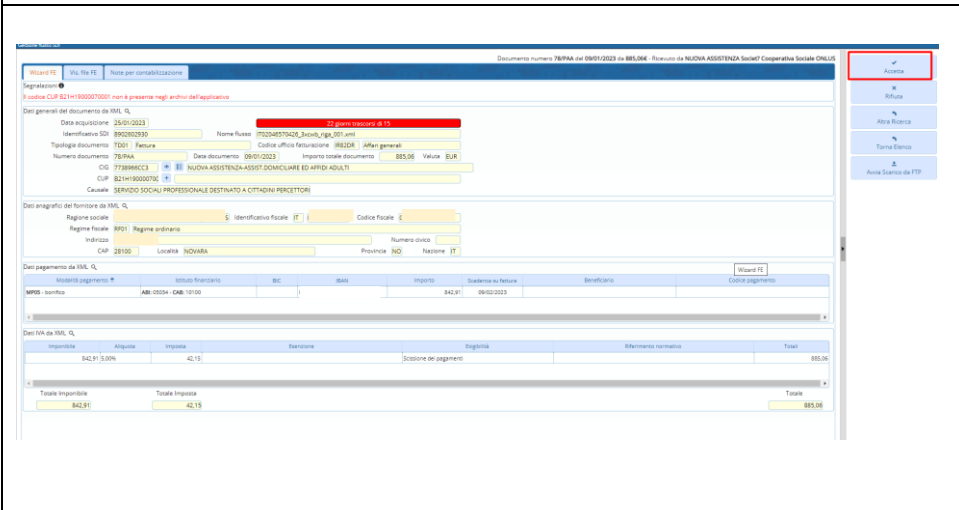 Documento numero 78/PAA del 09/01/2023 da 885,06€ - Ricevuto da NUOVA ASSISTENZA Societ? Cooperativa Sociale ONLUS
Wizard FE Vis. file FE Note per contabilizzazione
Segnalazioni
Il codice CUP B21H19000070001 non è presente negli archivi dell'applicativo
Dati generali del documento da XML
Data acquisizione 25/01/2023 22 giorni trascorsi di 15
Identificativo SDI 8902602930 Nome flusso IT02046570426_3xcwb_riga_001.xml
Tipologia documento TD01 Fattura Codice ufficio fatturazione IR82DR Affari generali
Numero documento 78/PAA Data documento 09/01/2023 Importo totale documento 885,06 Valuta EUR
CIG 7738966CC3 NUOVA ASSISTENZA-ASSIST.DOMICILIARE ED AFFIDI ADULTI
CUP B21H19000070(
Causale SERVIZIO SOCIALI PROFESSIONALE DESTINATO A CITTADINI PERCETTORI
Dati anagrafici del fornitore da XML
Ragione sociale S Identificativo fiscale IT Codice fiscale
Regime fiscale RF01 Regime ordinario
Indirizzo Numero civico
CAP 28100 Località NOVARA Provincia NO Nazione IT
Dati pagamento da XML
Wizard FE
Modalità pagamento Istituto finanziario BIC IBAN Importo Scadenza su fattura Beneficiario Codice pagamento
MP05 - bonifico ABI: 05034 - CAB: 10100 842,91 09/02/2023
Dati IVA da XML
Imponibile Aliquota Imposta Esenzione Esigibilità Riferimento normativo Totali
842,91 5,00% 42,15 Scissione dei pagamenti 885,06
Totale Imponibile Totale Imposta Totale
842,91 42,15 885,06
Accetta
Rifiuta
Altra Ricerca
Torna Elenco
Avvia Scarico da FTP